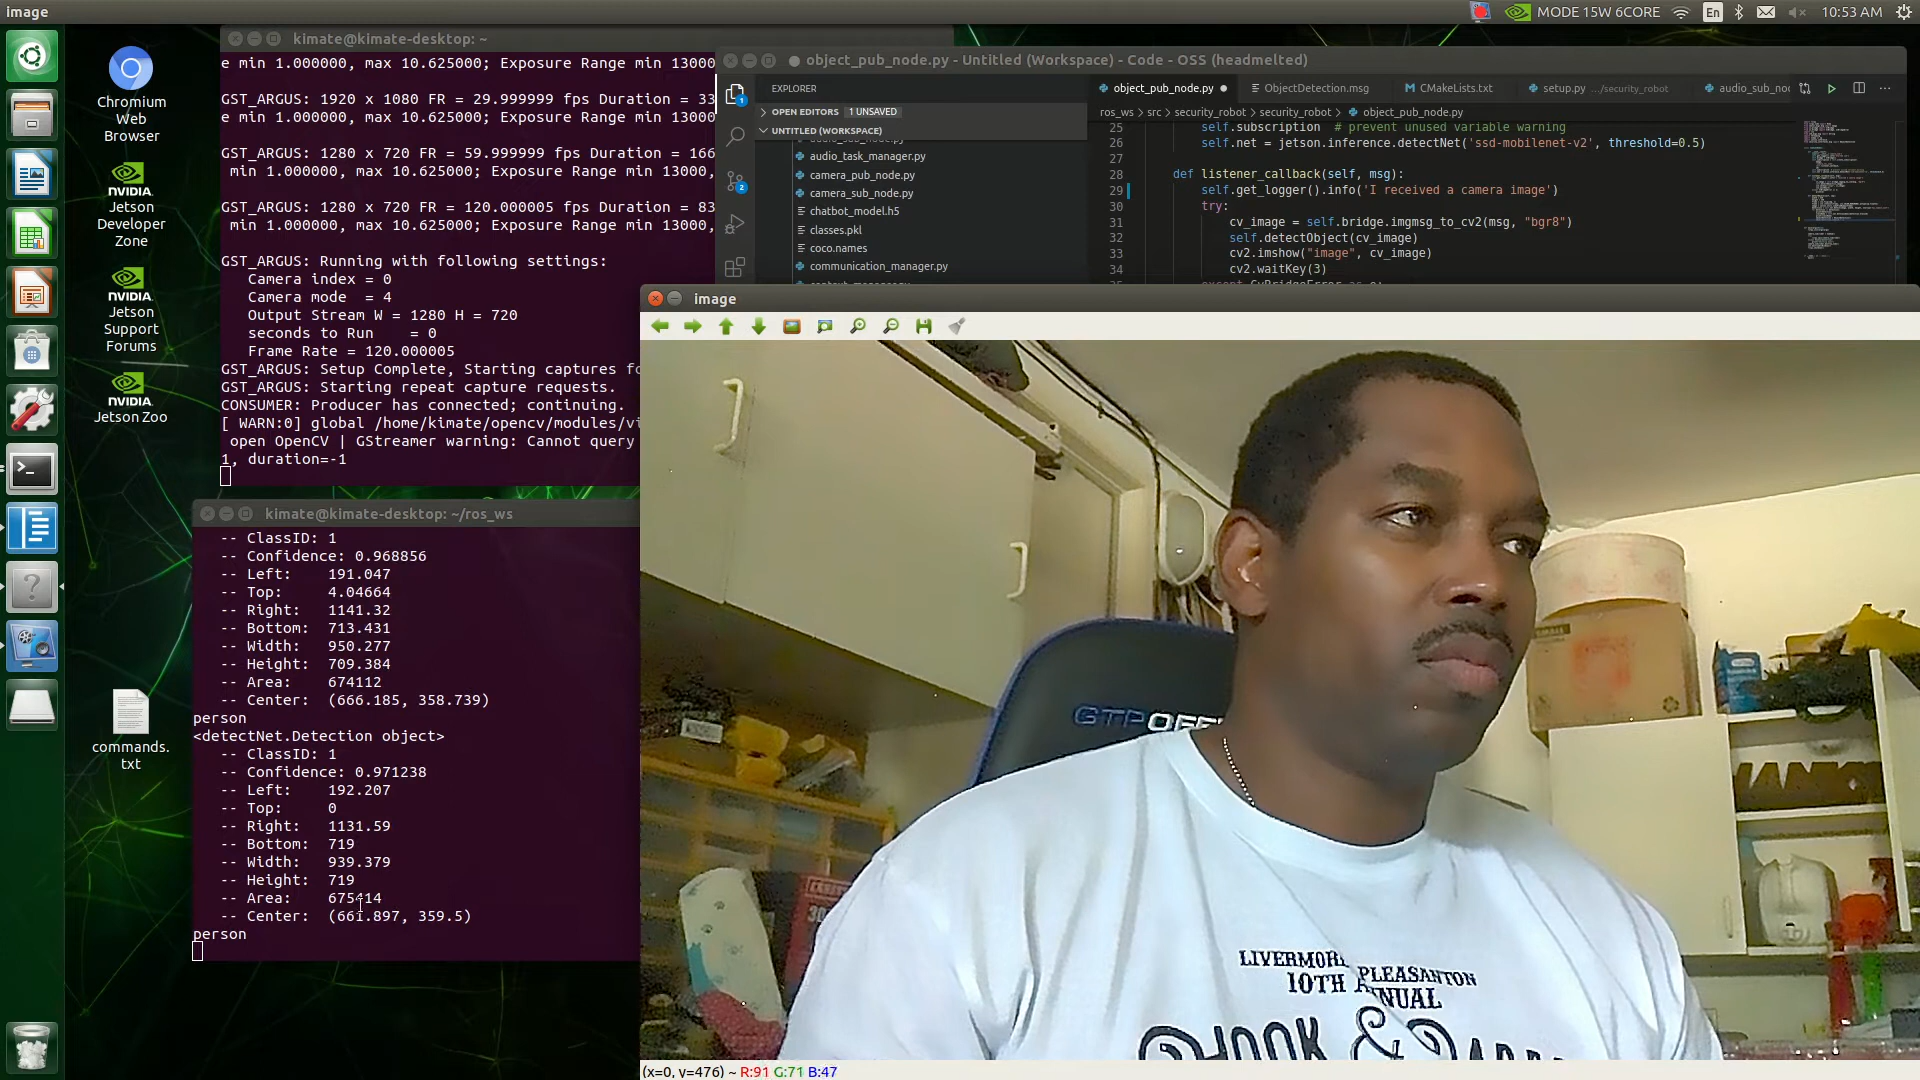 image
MODE 15W 6CORE
En
10:53 AM
Chromium
Web
Browser
NVIDIA.
Jetson
Developer
Zone
NVIDIA.
Jetson
Support
Forums
NVIDIA.
Jetson Zoo
commands.
txt
kimate@kimate-desktop: ~
e min 1.000000, max 10.625000; Exposure Range min 13000
GST_ARGUS: 1920 x 1080 FR = 29.999999 fps Duration = 33
e min 1.000000, max 10.625000; Exposure Range min 13000
GST_ARGUS: 1280 x 720 FR = 59.999999 fps Duration = 166
min 1.000000, max 10.625000; Exposure Range min 13000,
GST_ARGUS: 1280 x 720 FR = 120.000005 fps Duration = 83
min 1.000000, max 10.625000; Exposure Range min 13000,
GST_ARGUS: Running with following settings:
Camera index = 0
Camera mode = 4
Output Stream W = 1280 H = 720
seconds to Run = 0
Frame Rate = 120.000005
GST_ARGUS: Setup Complete, Starting captures fo
GST_ARGUS: Starting repeat capture requests.
CONSUMER: Producer has connected; continuing.
[ WARN:0] global /home/kimate/opencv/modules/vi
open OpenCV | GStreamer warning: Cannot query
1, duration=-1
kimate@kimate-desktop: ~/ros_ws
-- ClassID: 1
-- Confidence: 0.968856
-- Left: 191.047
-- Top: 4.04664
-- Right: 1141.32
-- Bottom: 713.431
-- Width: 950.277
-- Height: 709.384
-- Area: 674112
-- Center: (666.185, 358.739)
person
<detectNet.Detection object>
-- ClassID: 1
-- Confidence: 0.971238
-- Left: 192.207
-- Top: 0
-- Right: 1131.59
-- Bottom: 719
-- Width: 939.379
-- Height: 719
-- Area: 675414
-- Center: (661.897, 359.5)
person
object_pub_node.py - Untitled (Workspace) - Code - OSS (headmelted)
EXPLORER
OPEN EDITORS 1 UNSAVED
UNTITLED (WORKSPACE)
audio_task_manager.py
camera_pub_node.py
camera_sub_node.py
chatbot_model.h5
classes.pkl
coco.names
communication_manager.py
object_pub_node.py
ObjectDetection.msg
CMakeLists.txt
setup.py .../security_robot
audio_sub_noc
ros_ws > src > security_robot > security_robot > object_pub_node.py
25 self.subscription # prevent unused variable warning
26 self.net = jetson.inference.detectNet('ssd-mobilenet-v2', threshold=0.5)
27
28 def listener_callback(self, msg):
29 self.get_logger().info('I received a camera image')
30 try:
31 cv_image = self.bridge.imgmsg_to_cv2(msg, "bgr8")
32 self.detectObject(cv_image)
33 cv2.imshow("image", cv_image)
34 cv2.waitKey(3)
image
GTPOFF
LIVERMORE PLEASANTON
10TH ANNUAL
(x=0, y=476) ~ R:91 G:71 B:47